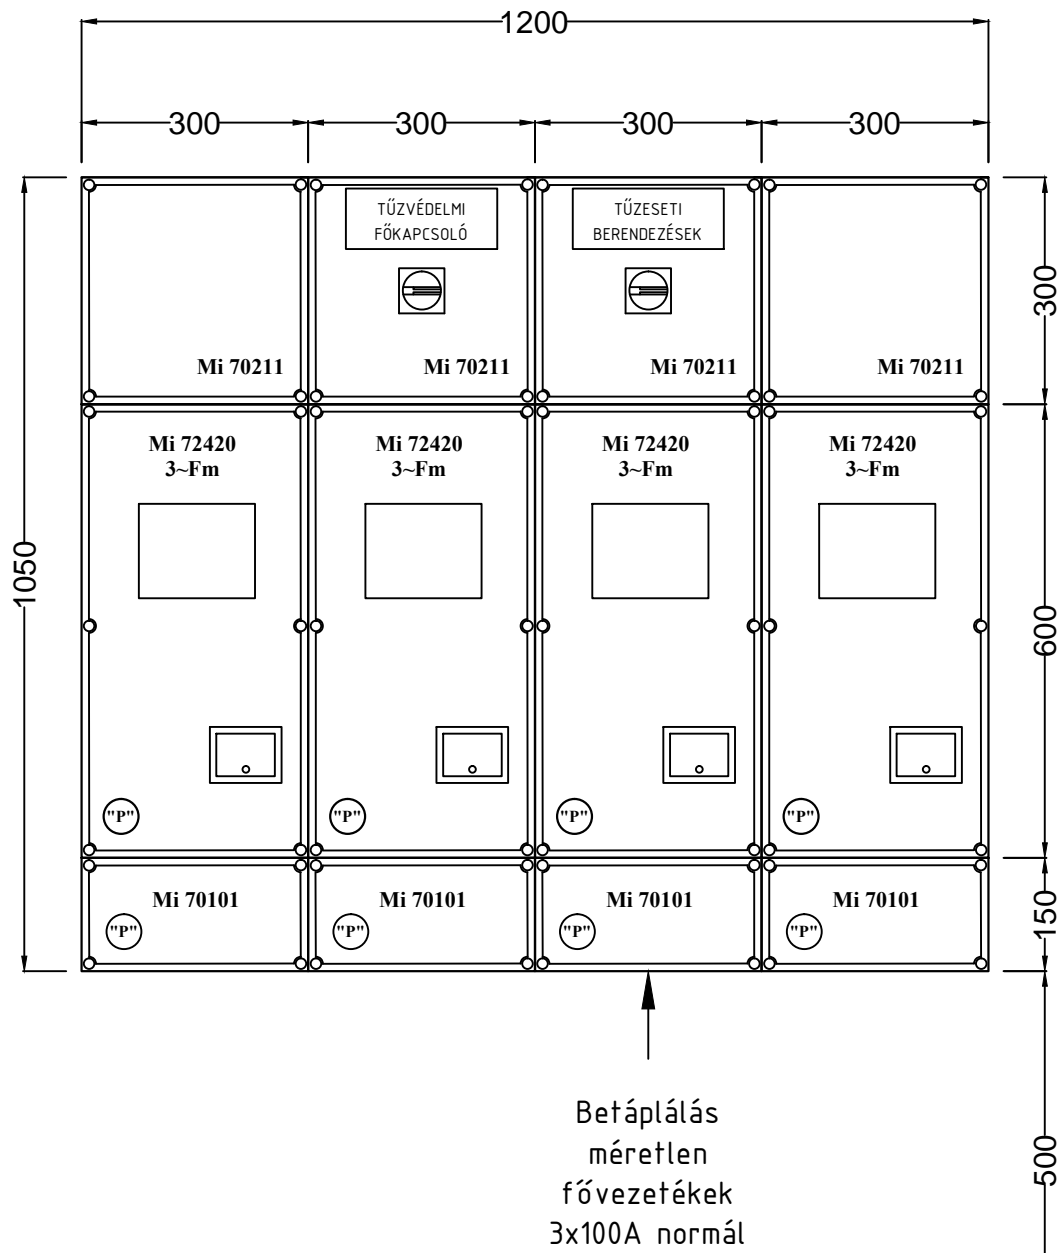 1200
300 300 300 300
TŰZVÉDELMI
FŐKAPCSOLÓ
TŰZESETI
BERENDEZÉSEK
Mi 70211 Mi 70211 Mi 70211 Mi 70211
300
Mi 72420
3~Fm
Mi 72420
3~Fm
Mi 72420
3~Fm
Mi 72420
3~Fm
1050
600
"P" "P" "P" "P"
Mi 70101 Mi 70101 Mi 70101 Mi 70101
"P" "P" "P" "P"
150
Betáplálás
méretlen
fővezetékek
3x100A normál
500